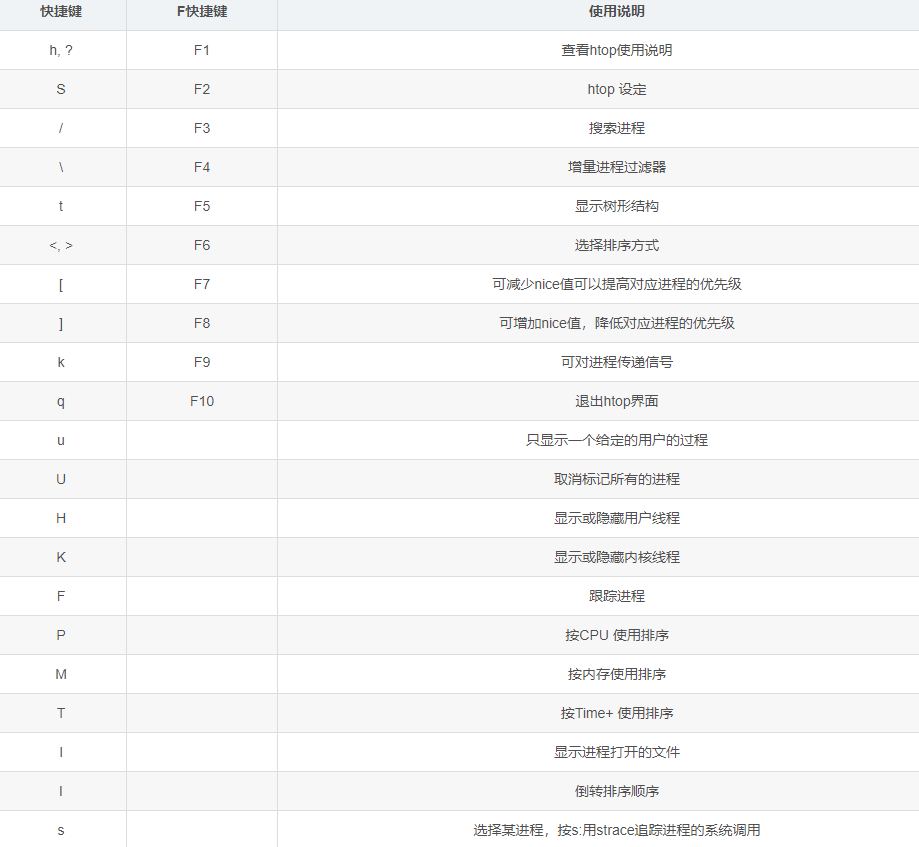 快捷键 F快捷键 使用说明
h, ? F1 查看htop使用说明
S F2 htop 设定
/ F3 搜索进程
\ F4 增量进程过滤器
t F5 显示树形结构
<, > F6 选择排序方式
[ F7 可减少nice值可以提高对应进程的优先级
] F8 可增加nice值，降低对应进程的优先级
k F9 可对进程传递信号
q F10 退出htop界面
u 只显示一个给定的用户的过程
U 取消标记所有的进程
H 显示或隐藏用户线程
K 显示或隐藏内核线程
F 跟踪进程
P 按CPU 使用排序
M 按内存使用排序
T 按Time+ 使用排序
l 显示进程打开的文件
I 倒转排序顺序
s 选择某进程，按s:用strace追踪进程的系统调用